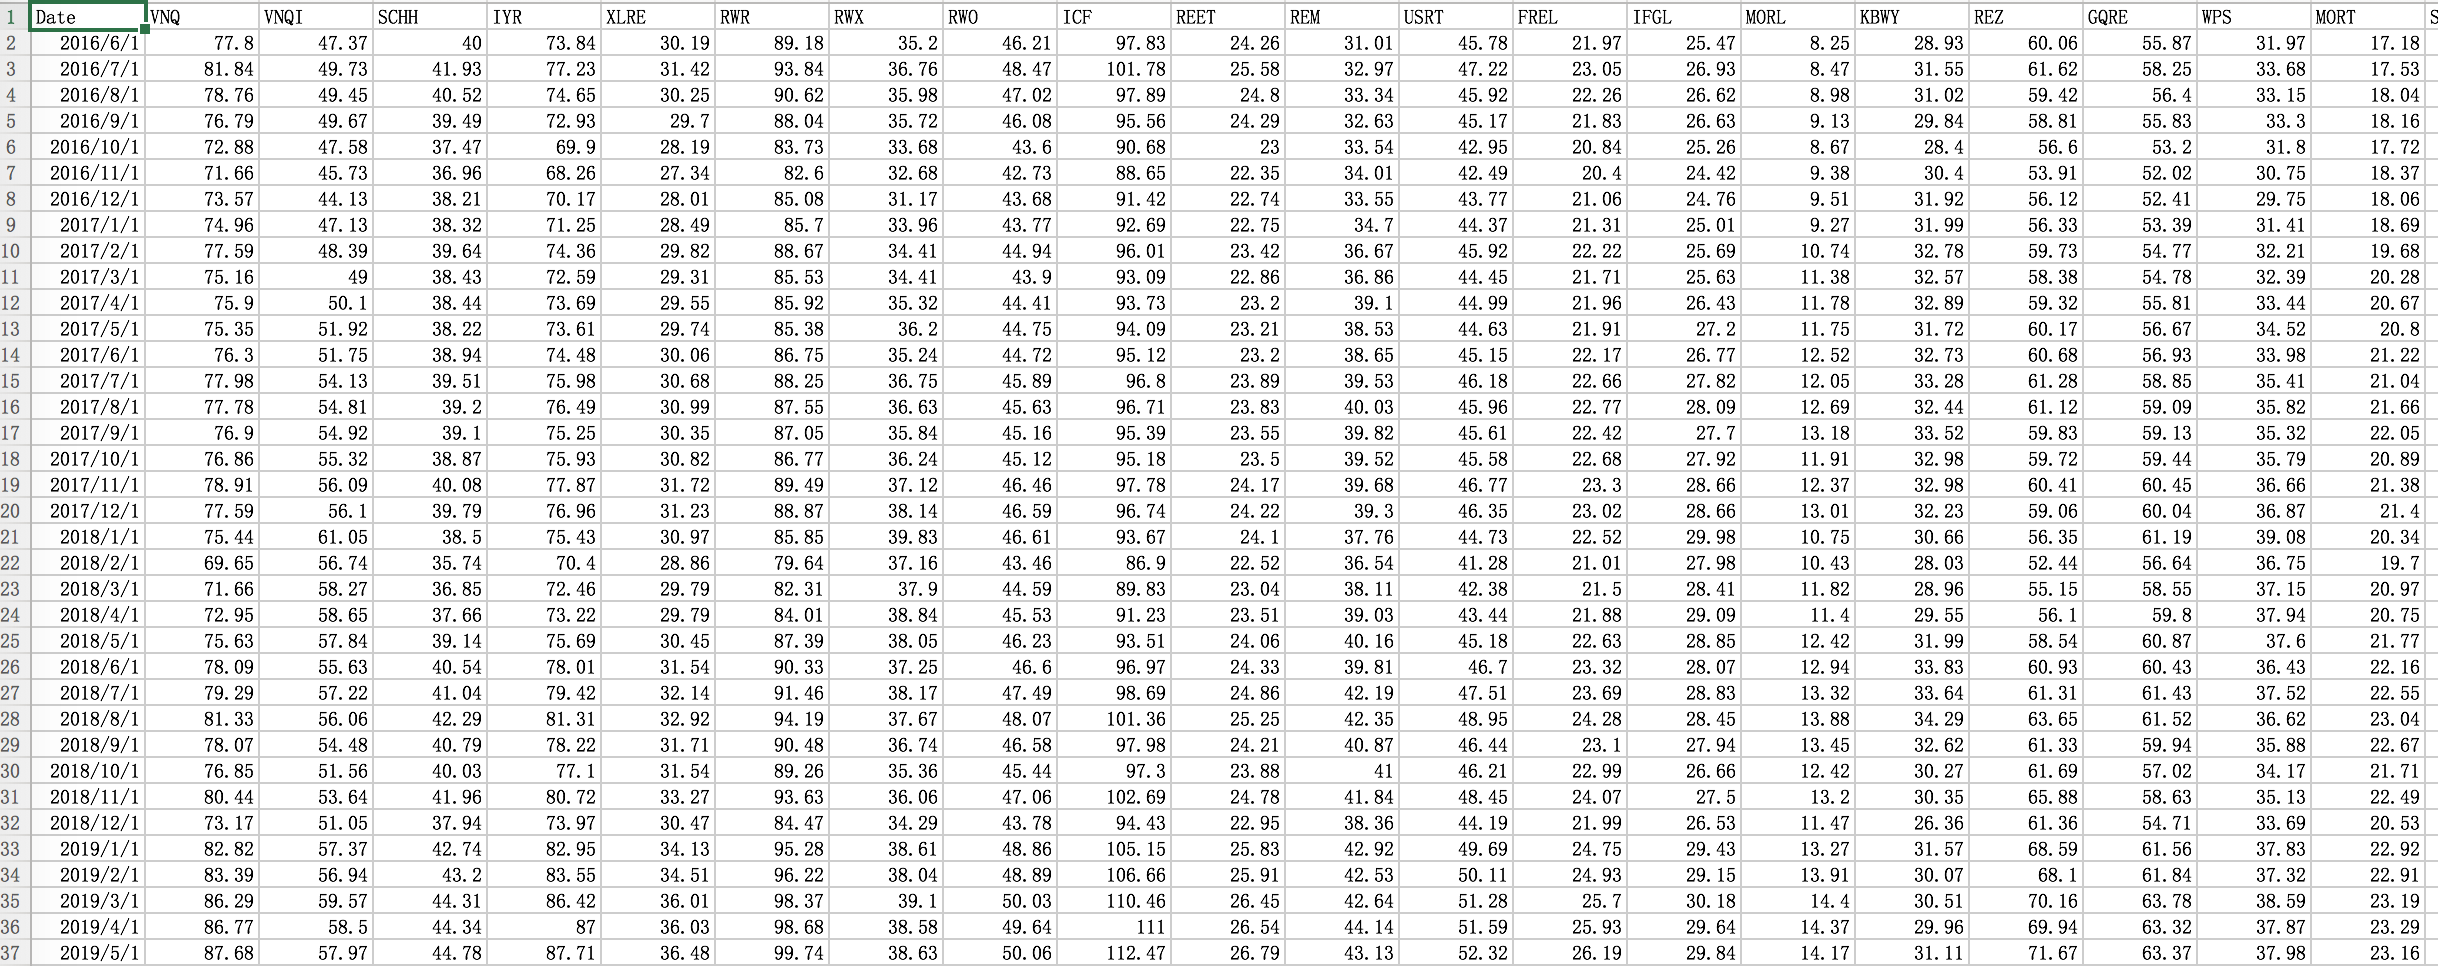 1 Date VNQ VNQI SCHH IYR XLRE RWR RWX RWO ICF REET REM USRT FREL IFGL MORL KBWY REZ GQRE WPS MORT
2 2016/6/1 77.8 47.37 40 73.84 30.19 89.18 35.2 46.21 97.83 24.26 31.01 45.78 21.97 25.47 8.25 28.93 60.06 55.87 31.97 17.18
3 2016/7/1 81.84 49.73 41.93 77.23 31.42 93.84 36.76 48.47 101.78 25.58 32.97 47.22 23.05 26.93 8.47 31.55 61.62 58.25 33.68 17.53
4 2016/8/1 78.76 49.45 40.52 74.65 30.25 90.62 35.98 47.02 97.89 24.8 33.34 45.92 22.26 26.62 8.98 31.02 59.42 56.4 33.15 18.04
5 2016/9/1 76.79 49.67 39.49 72.93 29.7 88.04 35.72 46.08 95.56 24.29 32.63 45.17 21.83 26.63 9.13 29.84 58.81 55.83 33.3 18.16
6 2016/10/1 72.88 47.58 37.47 69.9 28.19 83.73 33.68 43.6 90.68 23 33.54 42.95 20.84 25.26 8.67 28.4 56.6 53.2 31.8 17.72
7 2016/11/1 71.66 45.73 36.96 68.26 27.34 82.6 32.68 42.73 88.65 22.35 34.01 42.49 20.4 24.42 9.38 30.4 53.91 52.02 30.75 18.37
8 2016/12/1 73.57 44.13 38.21 70.17 28.01 85.08 31.17 43.68 91.42 22.74 33.55 43.77 21.06 24.76 9.51 31.92 56.12 52.41 29.75 18.06
9 2017/1/1 74.96 47.13 38.32 71.25 28.49 85.7 33.96 43.77 92.69 22.75 34.7 44.37 21.31 25.01 9.27 31.99 56.33 53.39 31.41 18.69
10 2017/2/1 77.59 48.39 39.64 74.36 29.82 88.67 34.41 44.94 96.01 23.42 36.67 45.92 22.22 25.69 10.74 32.78 59.73 54.77 32.21 19.68
11 2017/3/1 75.16 49 38.43 72.59 29.31 85.53 34.41 43.9 93.09 22.86 36.86 44.45 21.71 25.63 11.38 32.57 58.38 54.78 32.39 20.28
12 2017/4/1 75.9 50.1 38.44 73.69 29.55 85.92 35.32 44.41 93.73 23.2 39.1 44.99 21.96 26.43 11.78 32.89 59.32 55.81 33.44 20.67
13 2017/5/1 75.35 51.92 38.22 73.61 29.74 85.38 36.2 44.75 94.09 23.21 38.53 44.63 21.91 27.2 11.75 31.72 60.17 56.67 34.52 20.8
14 2017/6/1 76.3 51.75 38.94 74.48 30.06 86.75 35.24 44.72 95.12 23.2 38.65 45.15 22.17 26.77 12.52 32.73 60.68 56.93 33.98 21.22
15 2017/7/1 77.98 54.13 39.51 75.98 30.68 88.25 36.75 45.89 96.8 23.89 39.53 46.18 22.66 27.82 12.05 33.28 61.28 58.85 35.41 21.04
16 2017/8/1 77.78 54.81 39.2 76.49 30.99 87.55 36.63 45.63 96.71 23.83 40.03 45.96 22.77 28.09 12.69 32.44 61.12 59.09 35.82 21.66
17 2017/9/1 76.9 54.92 39.1 75.25 30.35 87.05 35.84 45.16 95.39 23.55 39.82 45.61 22.42 27.7 13.18 33.52 59.83 59.13 35.32 22.05
18 2017/10/1 76.86 55.32 38.87 75.93 30.82 86.77 36.24 45.12 95.18 23.5 39.52 45.58 22.68 27.92 11.91 32.98 59.72 59.44 35.79 20.89
19 2017/11/1 78.91 56.09 40.08 77.87 31.72 89.49 37.12 46.46 97.78 24.17 39.68 46.77 23.3 28.66 12.37 32.98 60.41 60.45 36.66 21.38
20 2017/12/1 77.59 56.1 39.79 76.96 31.23 88.87 38.14 46.59 96.74 24.22 39.3 46.35 23.02 28.66 13.01 32.23 59.06 60.04 36.87 21.4
21 2018/1/1 75.44 61.05 38.5 75.43 30.97 85.85 39.83 46.61 93.67 24.1 37.76 44.73 22.52 29.98 10.75 30.66 56.35 61.19 39.08 20.34
22 2018/2/1 69.65 56.74 35.74 70.4 28.86 79.64 37.16 43.46 86.9 22.52 36.54 41.28 21.01 27.98 10.43 28.03 52.44 56.64 36.75 19.7
23 2018/3/1 71.66 58.27 36.85 72.46 29.79 82.31 37.9 44.59 89.83 23.04 38.11 42.38 21.5 28.41 11.82 28.96 55.15 58.55 37.15 20.97
24 2018/4/1 72.95 58.65 37.66 73.22 29.79 84.01 38.84 45.53 91.23 23.51 39.03 43.44 21.88 29.09 11.4 29.55 56.1 59.8 37.94 20.75
25 2018/5/1 75.63 57.84 39.14 75.69 30.45 87.39 38.05 46.23 93.51 24.06 40.16 45.18 22.63 28.85 12.42 31.99 58.54 60.87 37.6 21.77
26 2018/6/1 78.09 55.63 40.54 78.01 31.54 90.33 37.25 46.6 96.97 24.33 39.81 46.7 23.32 28.07 12.94 33.83 60.93 60.43 36.43 22.16
27 2018/7/1 79.29 57.22 41.04 79.42 32.14 91.46 38.17 47.49 98.69 24.86 42.19 47.51 23.69 28.83 13.32 33.64 61.31 61.43 37.52 22.55
28 2018/8/1 81.33 56.06 42.29 81.31 32.92 94.19 37.67 48.07 101.36 25.25 42.35 48.95 24.28 28.45 13.88 34.29 63.65 61.52 36.62 23.04
29 2018/9/1 78.07 54.48 40.79 78.22 31.71 90.48 36.74 46.58 97.98 24.21 40.87 46.44 23.1 27.94 13.45 32.62 61.33 59.94 35.88 22.67
30 2018/10/1 76.85 51.56 40.03 77.1 31.54 89.26 35.36 45.44 97.3 23.88 41 46.21 22.99 26.66 12.42 30.27 61.69 57.02 34.17 21.71
31 2018/11/1 80.44 53.64 41.96 80.72 33.27 93.63 36.06 47.06 102.69 24.78 41.84 48.45 24.07 27.5 13.2 30.35 65.88 58.63 35.13 22.49
32 2018/12/1 73.17 51.05 37.94 73.97 30.47 84.47 34.29 43.78 94.43 22.95 38.36 44.19 21.99 26.53 11.47 26.36 61.36 54.71 33.69 20.53
33 2019/1/1 82.82 57.37 42.74 82.95 34.13 95.28 38.61 48.86 105.15 25.83 42.92 49.69 24.75 29.43 13.27 31.57 68.59 61.56 37.83 22.92
34 2019/2/1 83.39 56.94 43.2 83.55 34.51 96.22 38.04 48.89 106.66 25.91 42.53 50.11 24.93 29.15 13.91 30.07 68.1 61.84 37.32 22.91
35 2019/3/1 86.29 59.57 44.31 86.42 36.01 98.37 39.1 50.03 110.46 26.45 42.64 51.28 25.7 30.18 14.4 30.51 70.16 63.78 38.59 23.19
36 2019/4/1 86.77 58.5 44.34 87 36.03 98.68 38.58 49.64 111 26.54 44.14 51.59 25.93 29.64 14.37 29.96 69.94 63.32 37.87 23.29
37 2019/5/1 87.68 57.97 44.78 87.71 36.48 99.74 38.63 50.06 112.47 26.79 43.13 52.32 26.19 29.84 14.17 31.11 71.67 63.37 37.98 23.16